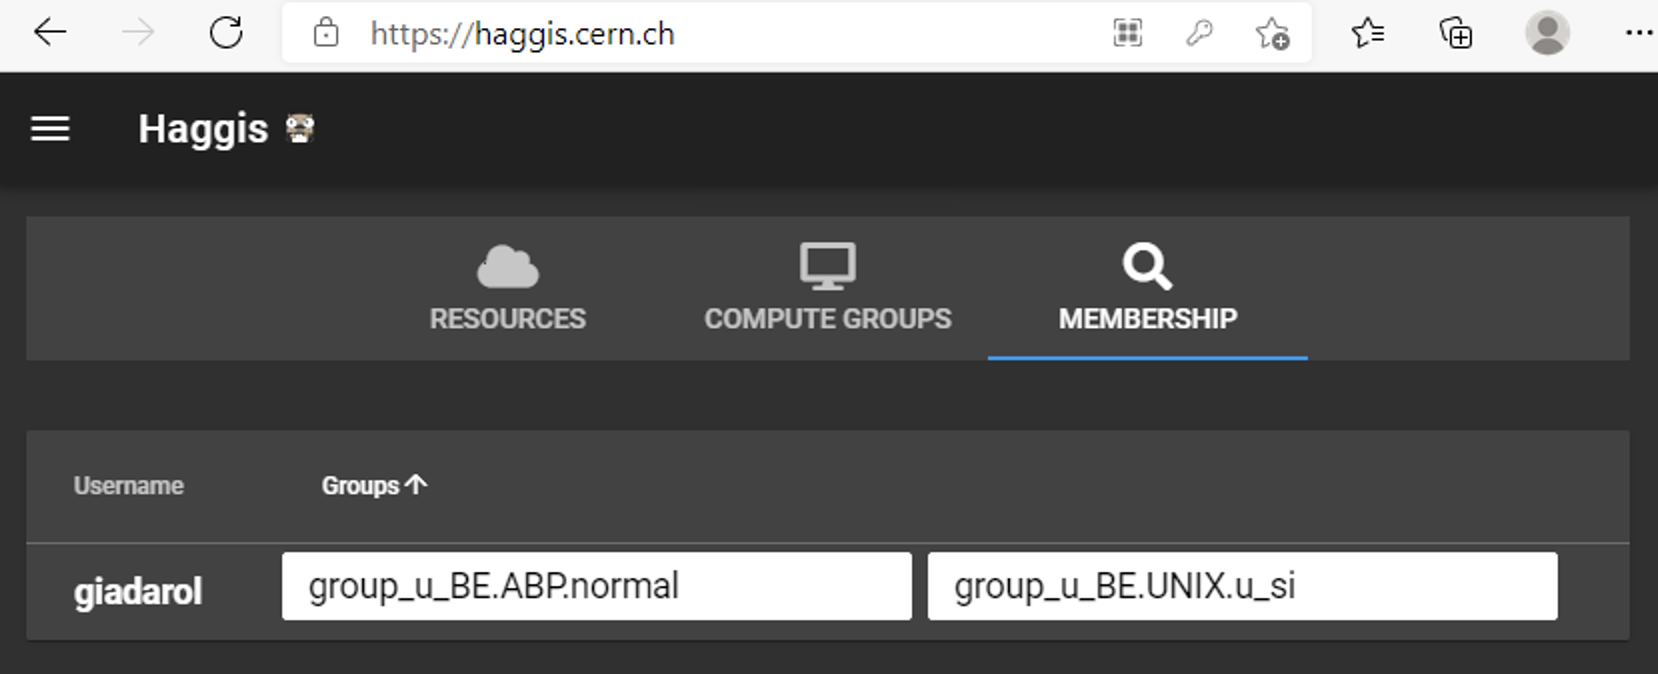 https://haggis.cern.ch
Haggis
RESOURCES COMPUTE GROUPS MEMBERSHIP
Username Groups
giadarol group_u_BE.ABP.normal group_u_BE.UNIX.u_si